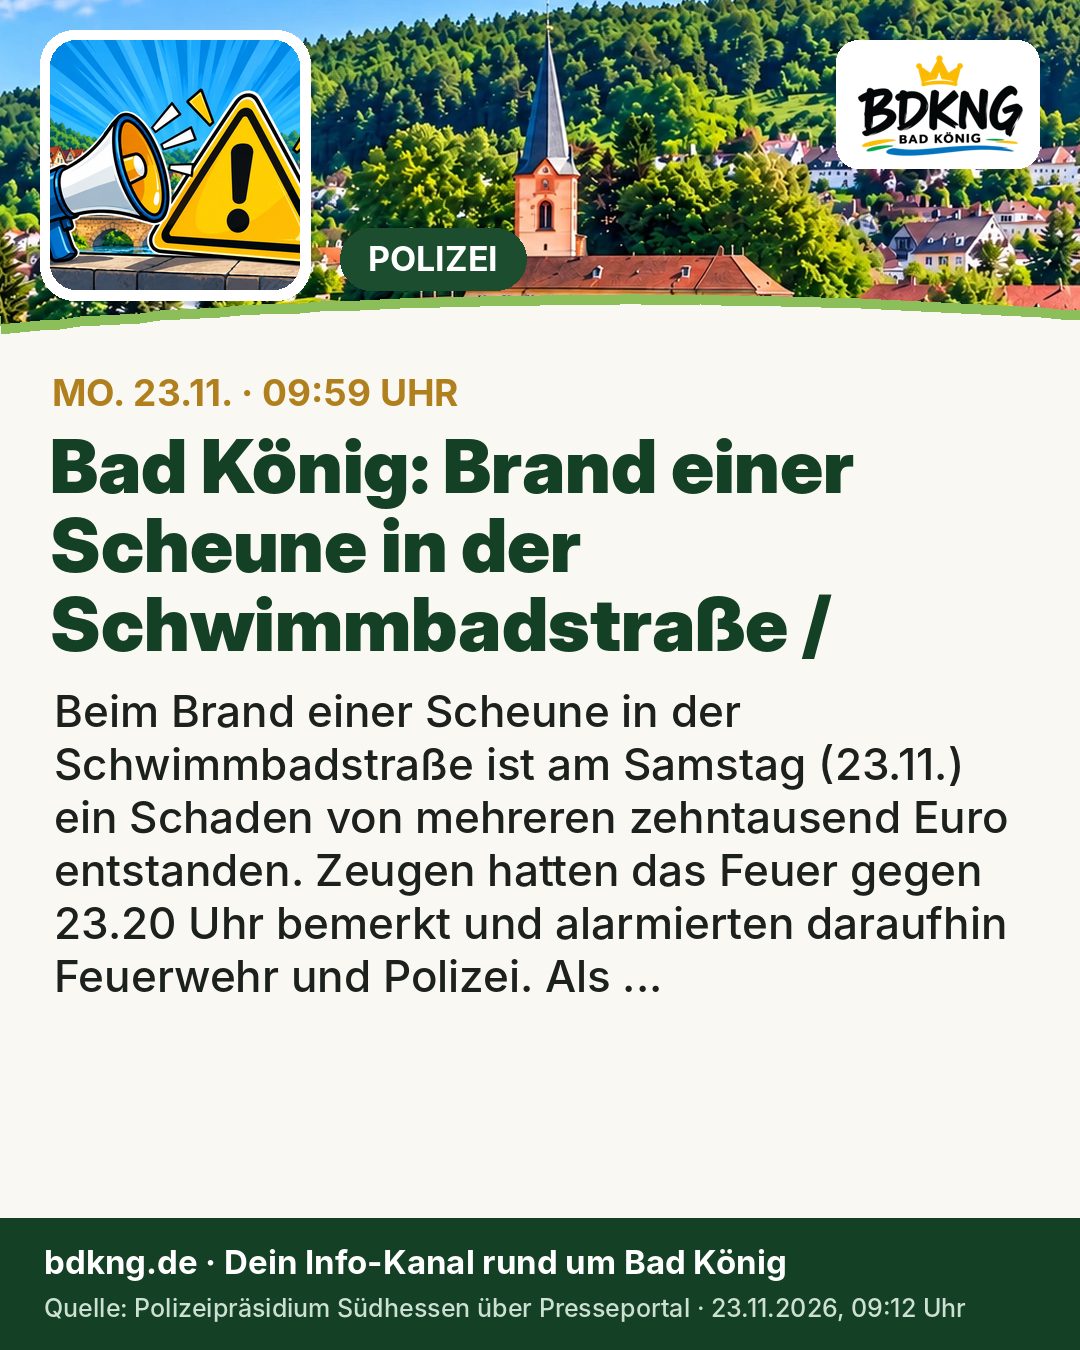 BDKNG
BAD KÖNIG
POLIZEI
MO. 23.11. · 09:59 UHR
Bad König: Brand einer
Scheune in der
Schwimmbadstraße /
Beim Brand einer Scheune in der
Schwimmbadstraße ist am Samstag (23.11.)
ein Schaden von mehreren zehntausend Euro
entstanden. Zeugen hatten das Feuer gegen
23.20 Uhr bemerkt und alarmierten daraufhin
Feuerwehr und Polizei. Als ...
bdkng.de · Dein Info-Kanal rund um Bad König
Quelle: Polizeipräsidium Südhessen über Presseportal · 23.11.2026, 09:12 Uhr